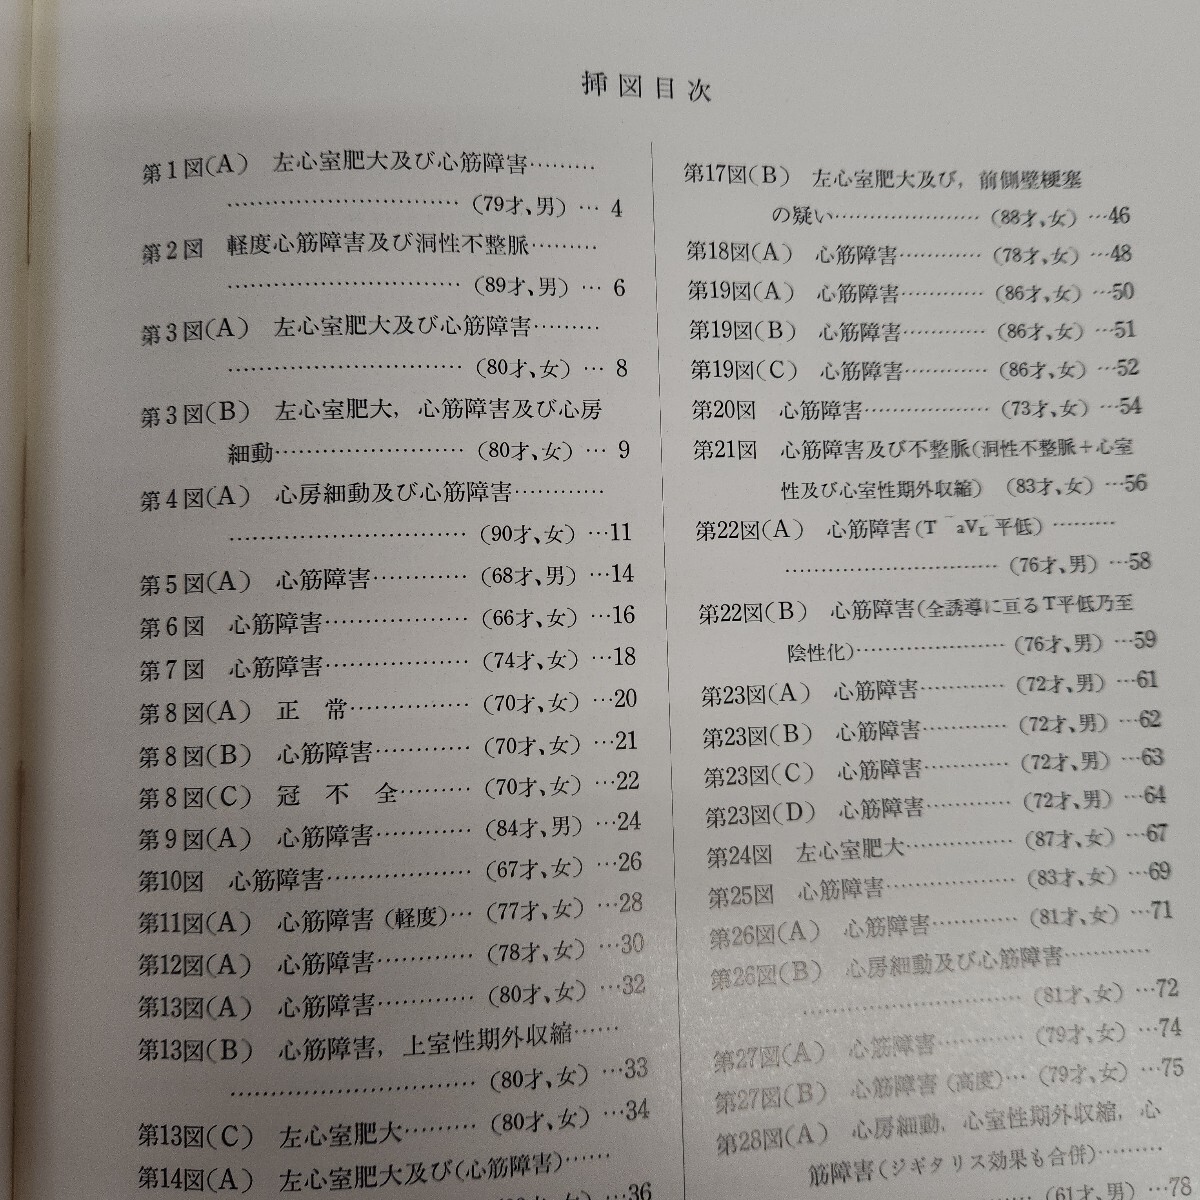 挿図目次
第1図(A) 左心室肥大及び心筋障害………
…………………………(79才、男)…4
第2図 軽度心筋障害及び洞性不整脈………
…………………………(89才、男)…6
第3図(A) 左心室肥大及び心筋障害………
…………………………(80才、女)…8
第3図(B) 左心室肥大，心筋障害及び心房
細動……………………(80才、女)…9
第4図(A) 心房細動及び心筋障害…………
…………………………(90才、女)…11
第5図(A) 心筋障害…………(68才、男)…14
第6図 心筋障害………………(66才、女)…16
第7図 心筋障害………………(74才、女)…18
第8図(A) 正　常……………(70才、女)…20
第8図(B) 心筋障害…………(70才、女)…21
第8図(C) 冠　不　全………(70才、女)…22
第9図(A) 心筋障害…………(84才、男)…24
第10図 心筋障害………………(67才、女)…26
第11図(A) 心筋障害（軽度)…(77才、女)…28
第12図(A) 心筋障害…………(78才、女)…30
第13図(A) 心筋障害…………(80才、女)…32
第13図(B) 心筋障害，上室性期外収縮……
…………………………(80才、女)…33
第13図(C) 左心室肥大………(80才、女)…34
第14図(A) 左心室肥大及び(心筋障害)……
…36
第17図(B) 左心室肥大及び，前側壁梗塞
の疑い…………………(88才、女)…46
第18図(A) 心筋障害…………(78才、女)…48
第19図(A) 心筋障害…………(86才、女)…50
第19図(B) 心筋障害…………(86才、女)…51
第19図(C) 心筋障害…………(86才、女)…52
第20図 心筋障害………………(73才、女)…54
第21図 心筋障害及び不整脈(洞性不整脈＋心室
性及び心室性期外収縮) (83才、女)…56
第22図(A) 心筋障害(T aVL平低)………
…………………………(76才、男)…58
第22図(B) 心筋障害(全誘導に亘るT平低乃至
陰性化)…………………(76才、男)…59
第23図(A) 心筋障害…………(72才、男)…61
第23図(B) 心筋障害…………(72才、男)…62
第23図(C) 心筋障害…………(72才、男)…63
第23図(D) 心筋障害…………(72才、男)…64
第24図 左心室肥大……………(87才、女)…67
第25図 心筋障害………………(83才、女)…69
第26図(A) 心筋障害…………(81才、女)…71
第26図(B) 心房細動及び心筋障害…………
…………………………(81才、女)…72
第27図(A) 心筋障害…………(79才、女)…74
第27図(B) 心筋障害（高度)…(79才、女)…75
第28図(A) 心房細動，心室性期外収縮，心
筋障害(ジギタリス効果も合併)………
(61才、男)…78